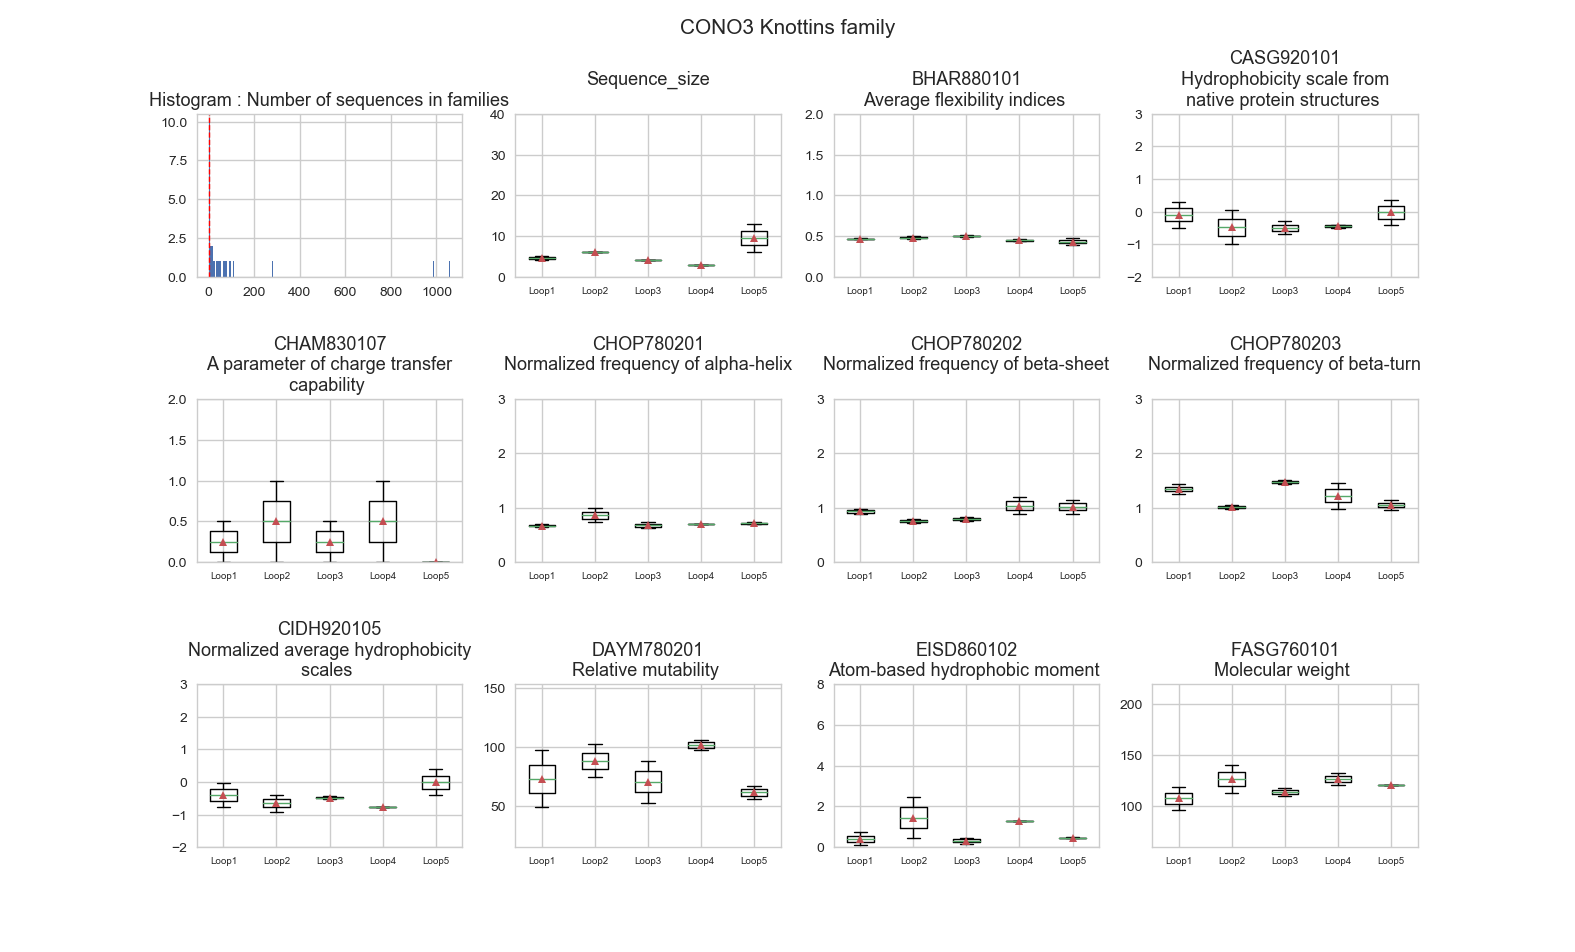 CONO3 Knottins family
Histogram : Number of sequences in families
10.0
7.5
5.0
2.5
0.0
0 200 400 600 800 1000
Sequence_size
40
30
20
10
0
Loop1 Loop2 Loop3 Loop4 Loop5
BHAR880101
Average flexibility indices
2.0
1.5
1.0
0.5
0.0
Loop1 Loop2 Loop3 Loop4 Loop5
CASG920101
Hydrophobicity scale from
native protein structures
3
2
1
0
−1
−2
Loop1 Loop2 Loop3 Loop4 Loop5
CHAM830107
A parameter of charge transfer
capability
2.0
1.5
1.0
0.5
0.0
Loop1 Loop2 Loop3 Loop4 Loop5
CHOP780201
Normalized frequency of alpha-helix
3
2
1
0
Loop1 Loop2 Loop3 Loop4 Loop5
CHOP780202
Normalized frequency of beta-sheet
3
2
1
0
Loop1 Loop2 Loop3 Loop4 Loop5
CHOP780203
Normalized frequency of beta-turn
3
2
1
0
Loop1 Loop2 Loop3 Loop4 Loop5
CIDH920105
Normalized average hydrophobicity
scales
3
2
1
0
−1
−2
Loop1 Loop2 Loop3 Loop4 Loop5
DAYM780201
Relative mutability
150
100
50
Loop1 Loop2 Loop3 Loop4 Loop5
EISD860102
Atom-based hydrophobic moment
8
6
4
2
0
Loop1 Loop2 Loop3 Loop4 Loop5
FASG760101
Molecular weight
200
150
100
Loop1 Loop2 Loop3 Loop4 Loop5